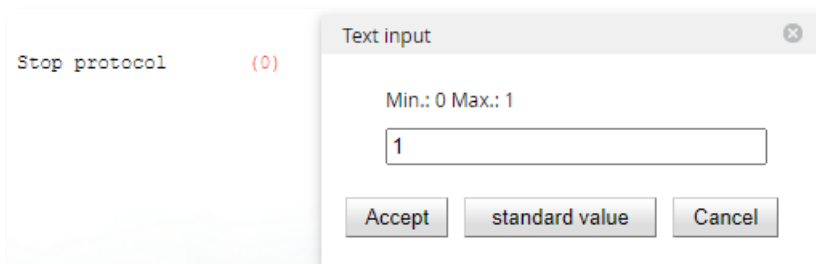 Text input
Stop protocol (0)
Min.: 0 Max.: 1
1
Accept standard value Cancel